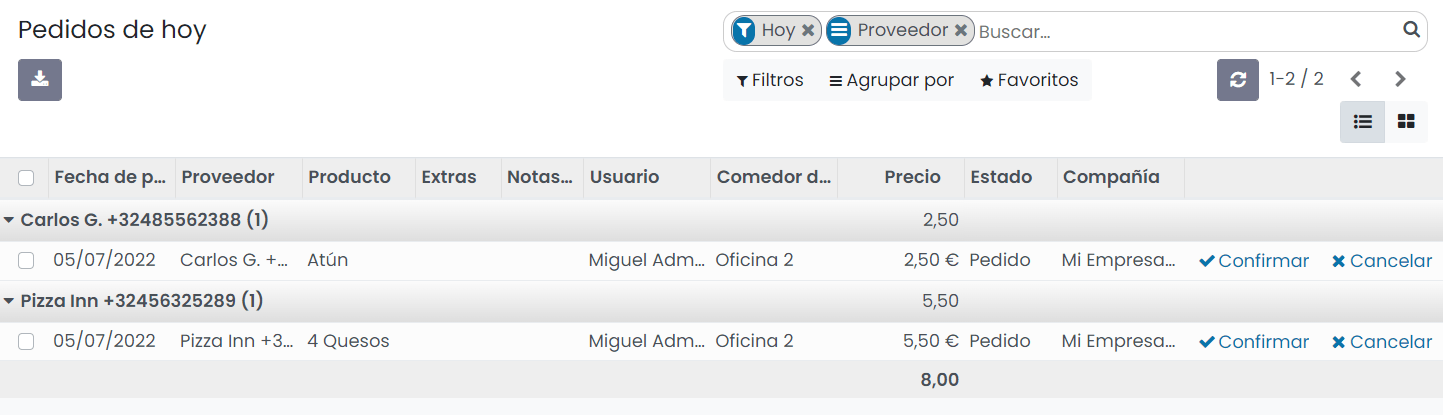 Pedidos de hoy
Hoy Proveedor Buscar...
Filtros Agrupar por Favoritos 1-2 / 2
Fecha de p... Proveedor Producto Extras Notas... Usuario Comedor d... Precio Estado Compañía
Carlos G. +32485562388 (1) 2,50
05/07/2022 Carlos G. +... Atún Miguel Adm... Oficina 2 2,50 € Pedido Mi Empresa... Confirmar Cancelar
Pizza Inn +32456325289 (1) 5,50
05/07/2022 Pizza Inn +3... 4 Quesos Miguel Adm... Oficina 2 5,50 € Pedido Mi Empresa... Confirmar Cancelar
8,00